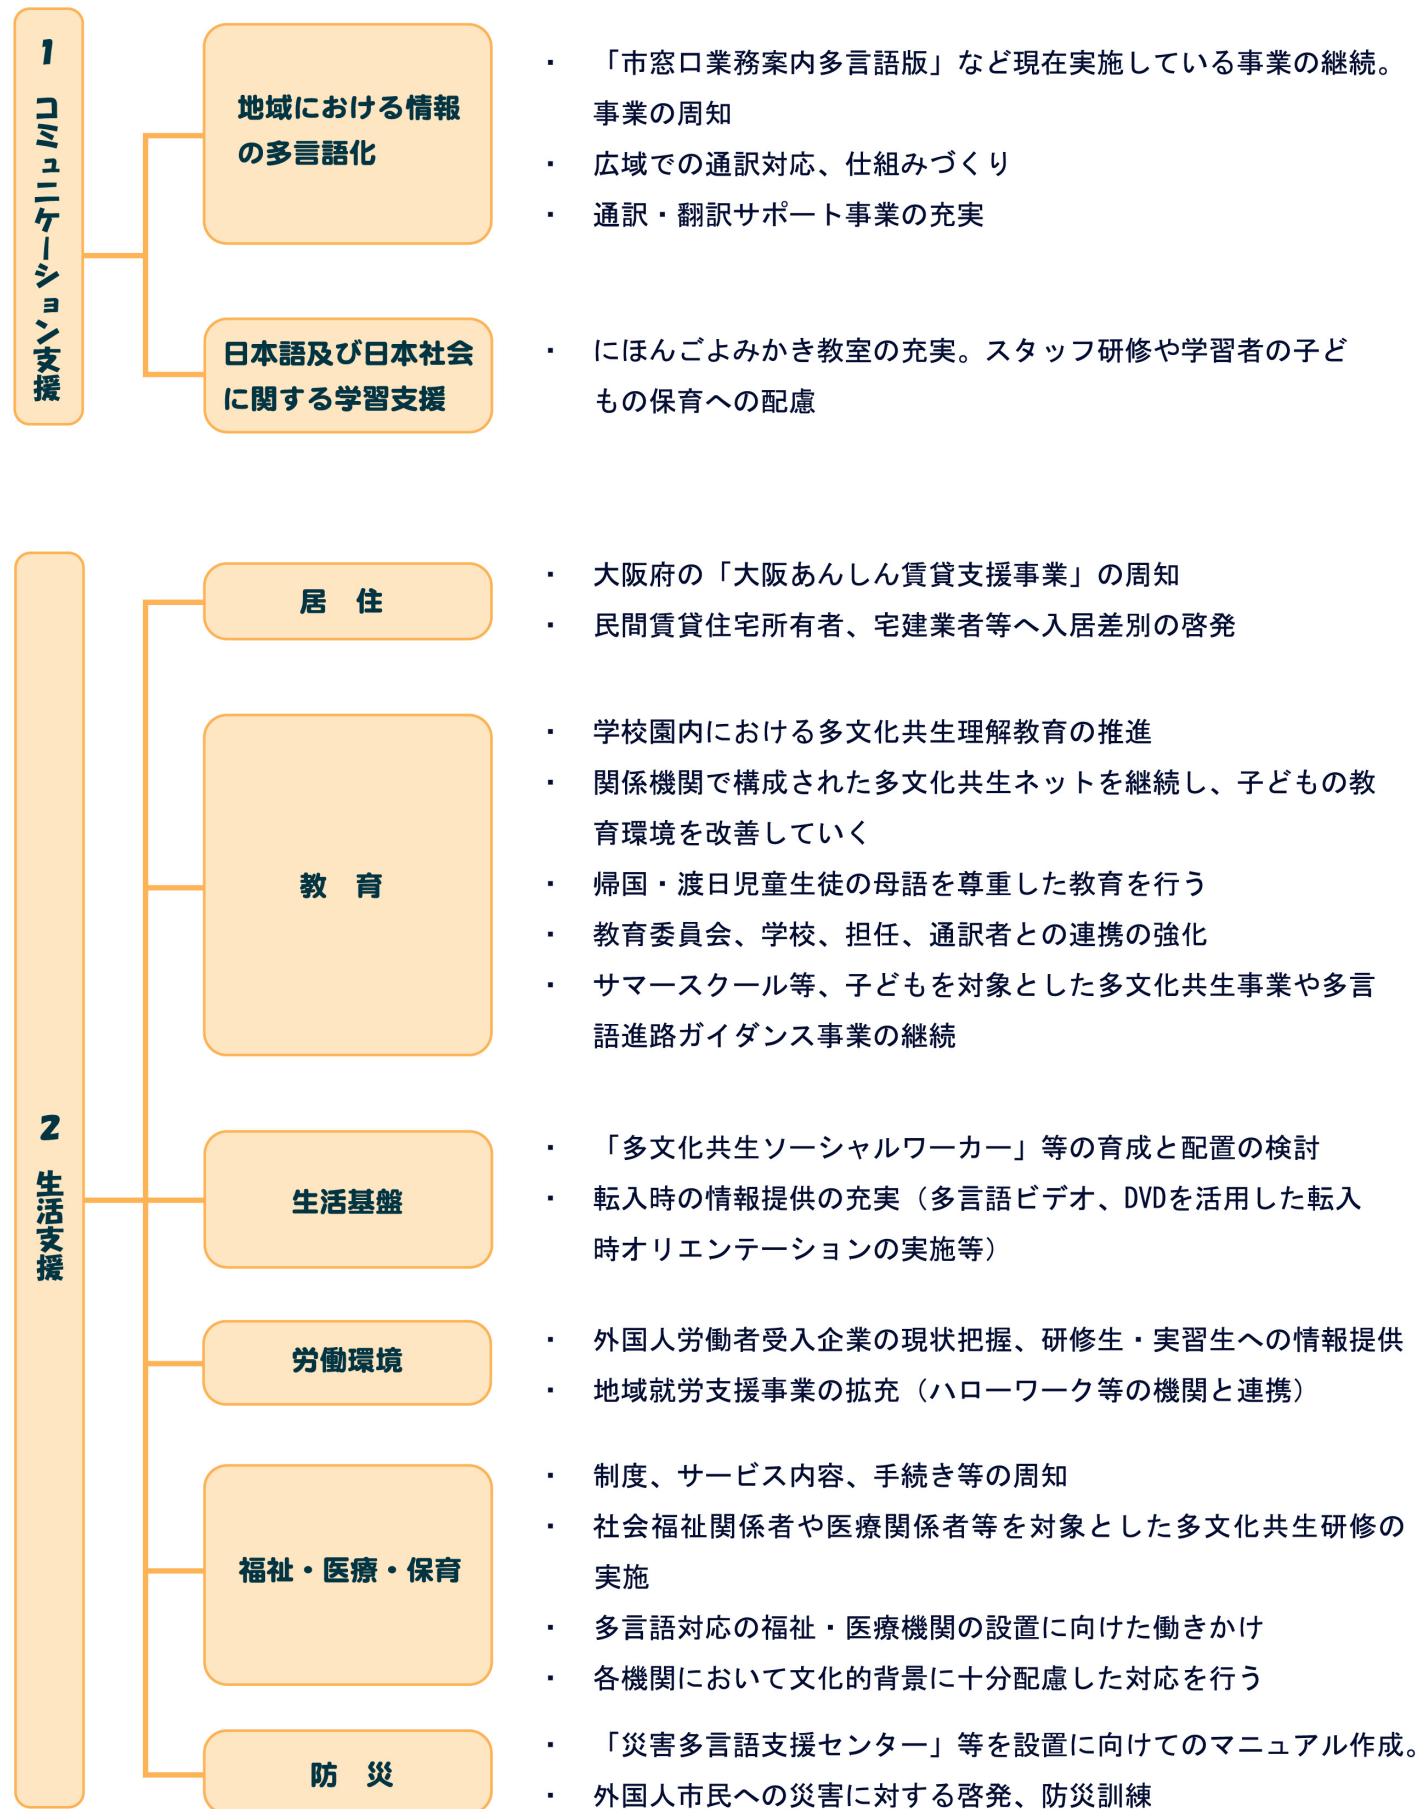 1 コミュニケーション支援
地域における情報
の多言語化
・ 「市窓口業務案内多言語版」など現在実施している事業の継続。
事業の周知
・ 広域での通訳対応、仕組みづくり
・ 通訳・翻訳サポート事業の充実
日本語及び日本社会
に関する学習支援
・ にほんごよみかき教室の充実。スタッフ研修や学習者の子ど
もの保育への配慮
2 生活支援
居 住
・ 大阪府の「大阪あんしん賃貸支援事業」の周知
・ 民間賃貸住宅所有者、宅建業者等へ入居差別の啓発
教 育
・ 学校園内における多文化共生理解教育の推進
・ 関係機関で構成された多文化共生ネットを継続し、子どもの教
育環境を改善していく
・ 帰国・渡日児童生徒の母語を尊重した教育を行う
・ 教育委員会、学校、担任、通訳者との連携の強化
・ サマースクール等、子どもを対象とした多文化共生事業や多言
語進路ガイダンス事業の継続
生活基盤
・ 「多文化共生ソーシャルワーカー」等の育成と配置の検討
・ 転入時の情報提供の充実（多言語ビデオ、DVDを活用した転入
時オリエンテーションの実施等）
労働環境
・ 外国人労働者受入企業の現状把握、研修生・実習生への情報提供
・ 地域就労支援事業の拡充（ハローワーク等の機関と連携）
福祉・医療・保育
・ 制度、サービス内容、手続き等の周知
・ 社会福祉関係者や医療関係者等を対象とした多文化共生研修の
実施
・ 多言語対応の福祉・医療機関の設置に向けた働きかけ
・ 各機関において文化的背景に十分配慮した対応を行う
防 災
・ 「災害多言語支援センター」等を設置に向けてのマニュアル作成。
・ 外国人市民への災害に対する啓発、防災訓練